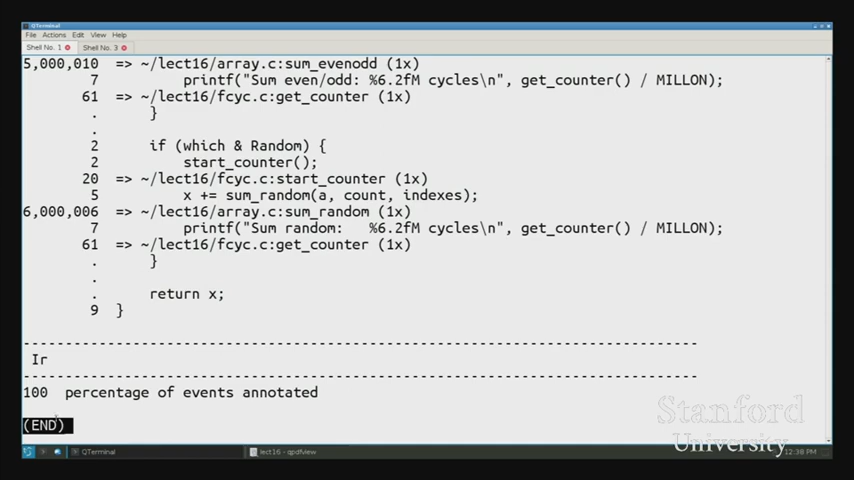 QTerminal
File Actions Edit View Help
Shell No. 1 Shell No. 3
5,000,010 => ~/lect16/array.c:sum_evenodd (1x)
7 printf("Sum even/odd: %6.2fM cycles\n", get_counter() / MILLON);
61 => ~/lect16/fcyc.c:get_counter (1x)
. }
.
2 if (which & Random) {
2 start_counter();
20 => ~/lect16/fcyc.c:start_counter (1x)
5 x += sum_random(a, count, indexes);
6,000,006 => ~/lect16/array.c:sum_random (1x)
7 printf("Sum random: %6.2fM cycles\n", get_counter() / MILLON);
61 => ~/lect16/fcyc.c:get_counter (1x)
. }
.
. return x;
9 }
--------------------------------------------------------------------------------
Ir
--------------------------------------------------------------------------------
100 percentage of events annotated
(END)
Stanford
University
QTerminal lect16 - qpdfview 12:38 PM